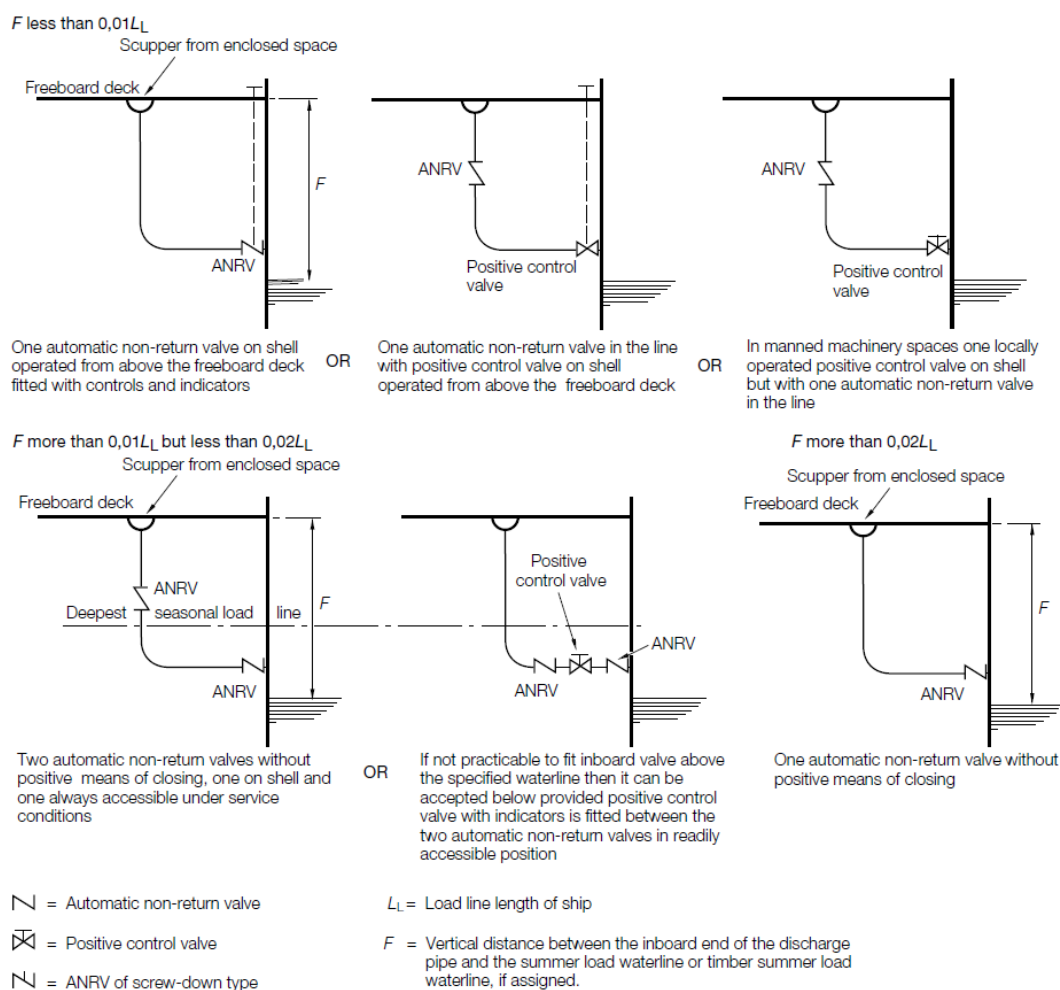 F less than 0,01LL
Scupper from enclosed space
Freeboard deck
F
ANRV
One automatic non-return valve on shell
operated from above the freeboard deck
fitted with controls and indicators
OR
ANRV
Positive control
valve
One automatic non-return valve in the line
with positive control valve on shell
operated from above the freeboard deck
OR
ANRV
Positive control
valve
In manned machinery spaces one locally
operated positive control valve on shell
but with one automatic non-return valve
in the line
F more than 0,01LL but less than 0,02LL
Scupper from enclosed space
Freeboard deck
ANRV
F
Deepest seasonal load line
ANRV
Two automatic non-return valves without
positive means of closing, one on shell and
one always accessible under service
conditions
OR
Positive
control valve
ANRV
ANRV
If not practicable to fit inboard valve above
the specified waterline then it can be
accepted below provided positive control
valve with indicators is fitted between the
two automatic non-return valves in readily
accessible position
F more than 0,02LL
Scupper from enclosed space
Freeboard deck
F
ANRV
One automatic non-return valve without
positive means of closing
= Automatic non-return valve
= Positive control valve
= ANRV of screw-down type
LL = Load line length of ship
F = Vertical distance between the inboard end of the discharge
pipe and the summer load waterline or timber summer load
waterline, if assigned.